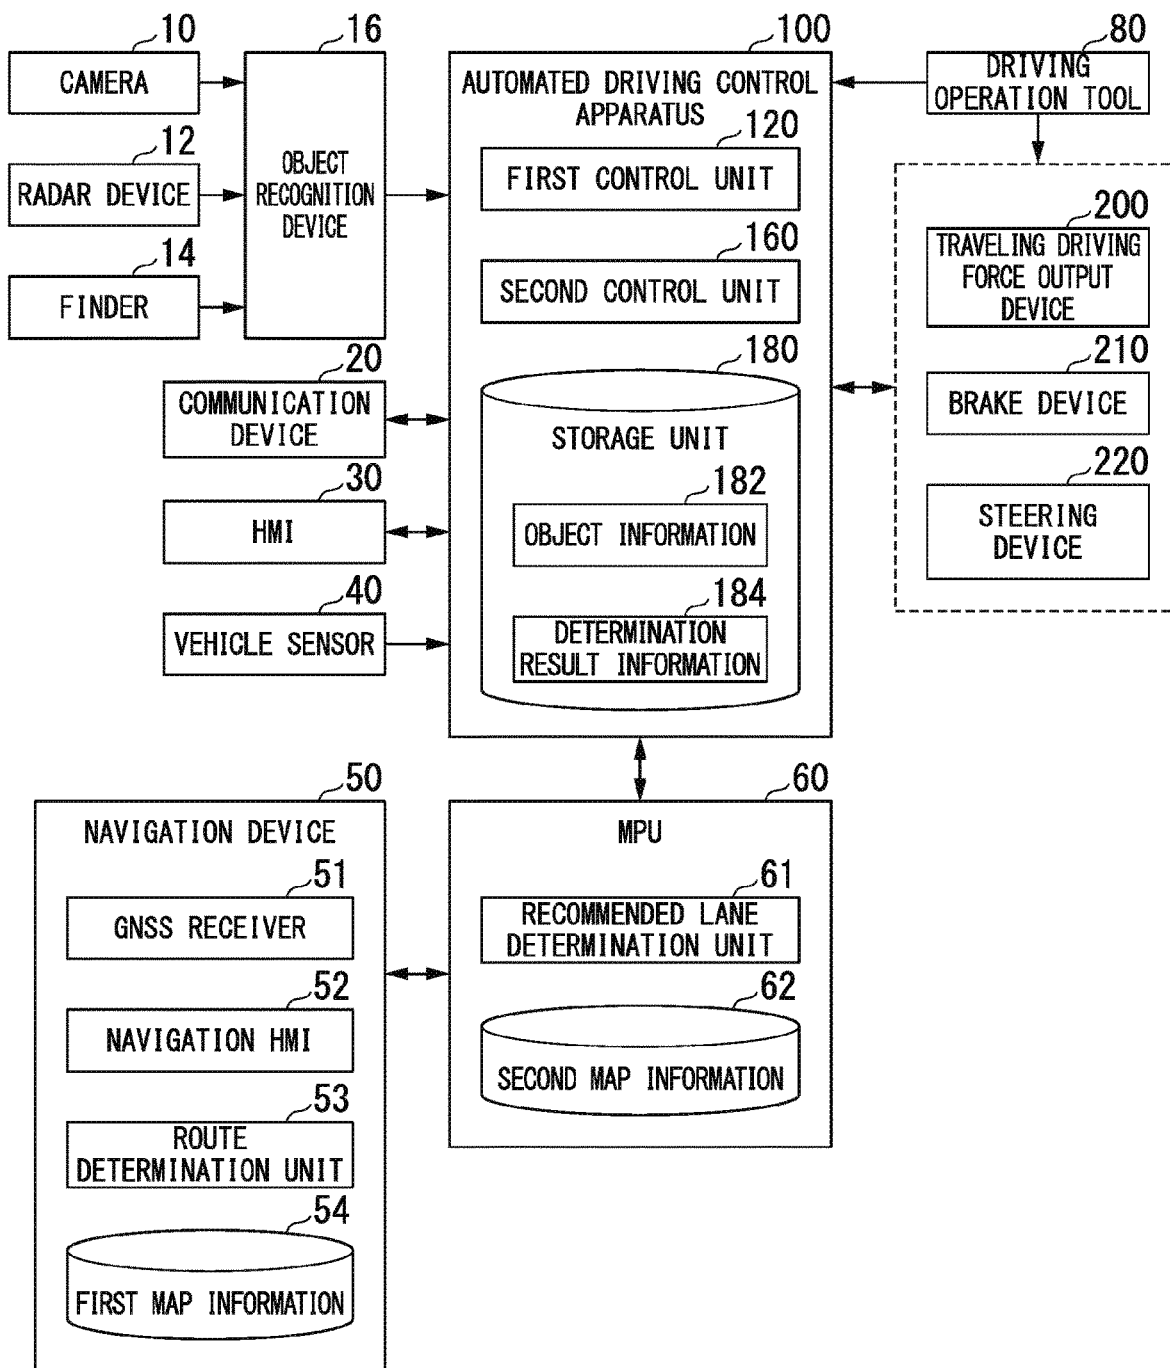 10
CAMERA
12
RADAR DEVICE
14
FINDER
16
OBJECT
RECOGNITION
DEVICE
20
COMMUNICATION
DEVICE
30
HMI
40
VEHICLE SENSOR
100
AUTOMATED DRIVING CONTROL
APPARATUS
120
FIRST CONTROL UNIT
160
SECOND CONTROL UNIT
180
STORAGE UNIT
182
OBJECT INFORMATION
184
DETERMINATION
RESULT INFORMATION
80
DRIVING
OPERATION TOOL
200
TRAVELING DRIVING
FORCE OUTPUT
DEVICE
210
BRAKE DEVICE
220
STEERING
DEVICE
50
NAVIGATION DEVICE
51
GNSS RECEIVER
52
NAVIGATION HMI
53
ROUTE
DETERMINATION UNIT
54
FIRST MAP INFORMATION
60
MPU
61
RECOMMENDED LANE
DETERMINATION UNIT
62
SECOND MAP INFORMATION